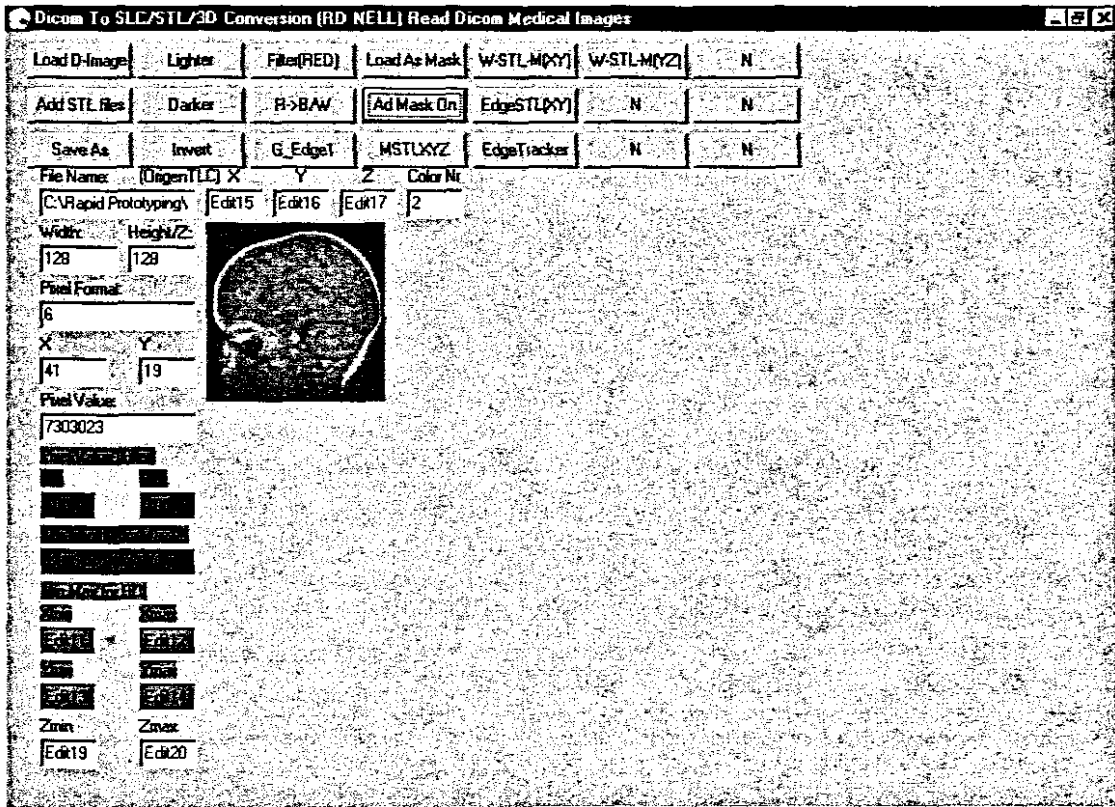 Dicom To SLC/STL/3D Conversion (RD NELL) Read Dicom Medical Images
Load D-Image Lighter Filter(RED) Load As Mask W-STL-M(XY) W-STL-M(YZ) N
Add STL files Darker R->B/W Ad Mask On EdgeSTL(XY) N N
Save As Invert G_EdgeT MSTLXYZ EdgeTracker N N
File Name: (OrigenTLC) X Y Z Color Nr
C:\Rapid Prototyping\ Edit15 Edit16 Edit17 2
Width: Height/Z:
128 128
Pixel Format:
6
X Y
41 19
Pixel Value:
7303023
Zmin Zmax
Edit19 Edit20